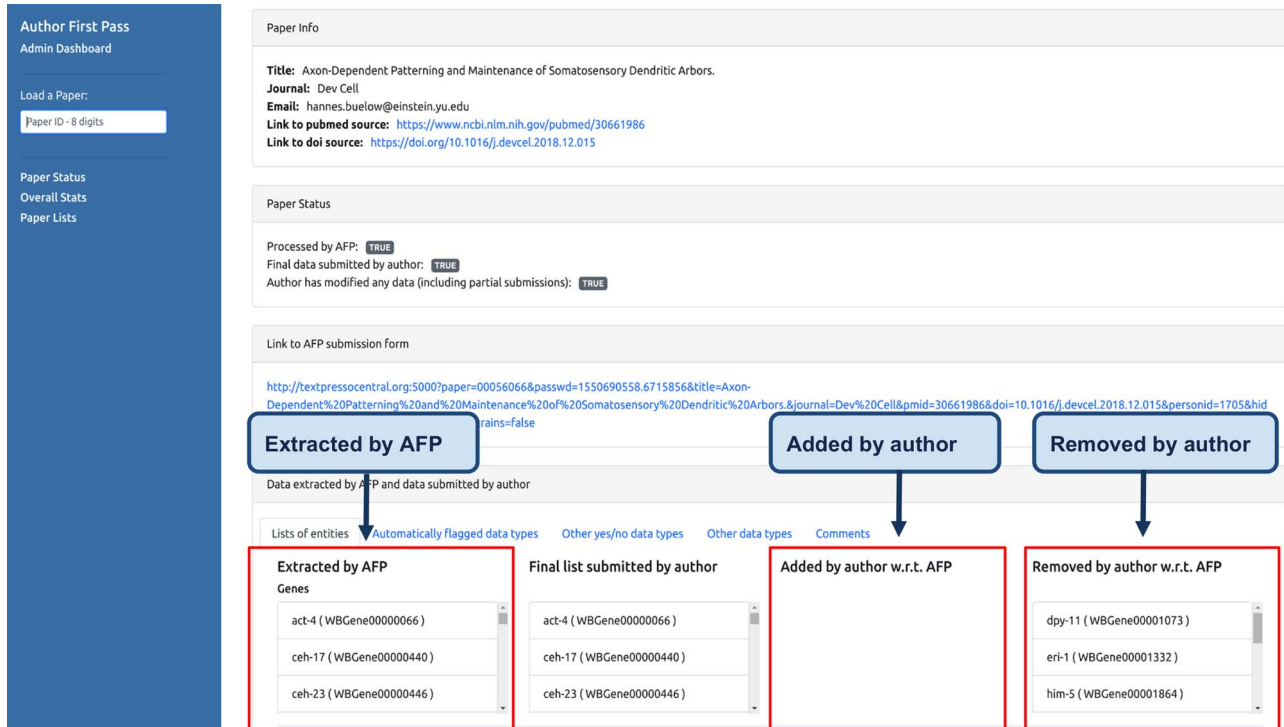 Author First Pass
Admin Dashboard
Load a Paper:
Paper ID - 8 digits
Paper Status
Overall Stats
Paper Lists
Paper Info
Title: Axon-Dependent Patterning and Maintenance of Somatosensory Dendritic Arbors.
Journal: Dev Cell
Email: hannes.buelow@einstein.yu.edu
Link to pubmed source: https://www.ncbi.nlm.nih.gov/pubmed/30661986
Link to doi source: https://doi.org/10.1016/j.devcel.2018.12.015
Paper Status
Processed by AFP: TRUE
Final data submitted by author: TRUE
Author has modified any data (including partial submissions): TRUE
Link to AFP submission form
http://textpressocentral.org:5000?paper=00056066&passwd=1550690558.6715856&title=Axon-
Dependent%20Patterning%20and%20Maintenance%20of%20Somatosensory%20Dendritic%20Arbors.&journal=Dev%20Cell&pmid=30661986&doi=10.1016/j.devcel.2018.12.015&personid=1705&hid
rains=false
Extracted by AFP
Added by author
Removed by author
Data extracted by AFP and data submitted by author
Lists of entities Automatically flagged data types Other yes/no data types Other data types Comments
Extracted by AFP
Genes
act-4 ( WBGene00000066 )
ceh-17 ( WBGene00000440 )
ceh-23 ( WBGene00000446 )
Final list submitted by author
act-4 ( WBGene00000066 )
ceh-17 ( WBGene00000440 )
ceh-23 ( WBGene00000446 )
Added by author w.r.t. AFP
Removed by author w.r.t. AFP
dpy-11 ( WBGene00001073 )
eri-1 ( WBGene00001332 )
him-5 ( WBGene00001864 )